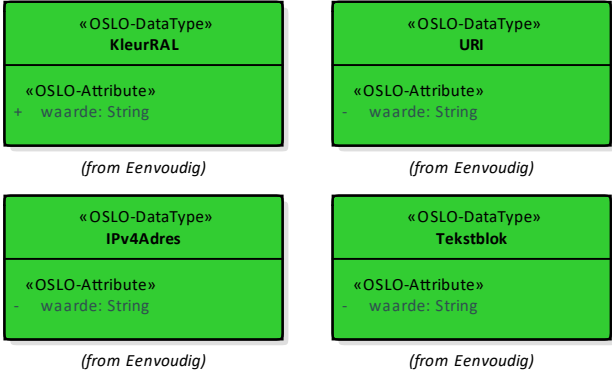 «OSLO-DataType»
KleurRAL
«OSLO-Attribute»
+ waarde: String
(from Eenvoudig)
«OSLO-DataType»
URI
«OSLO-Attribute»
- waarde: String
(from Eenvoudig)
«OSLO-DataType»
IPv4Adres
«OSLO-Attribute»
- waarde: String
(from Eenvoudig)
«OSLO-DataType»
Tekstblok
«OSLO-Attribute»
- waarde: String
(from Eenvoudig)